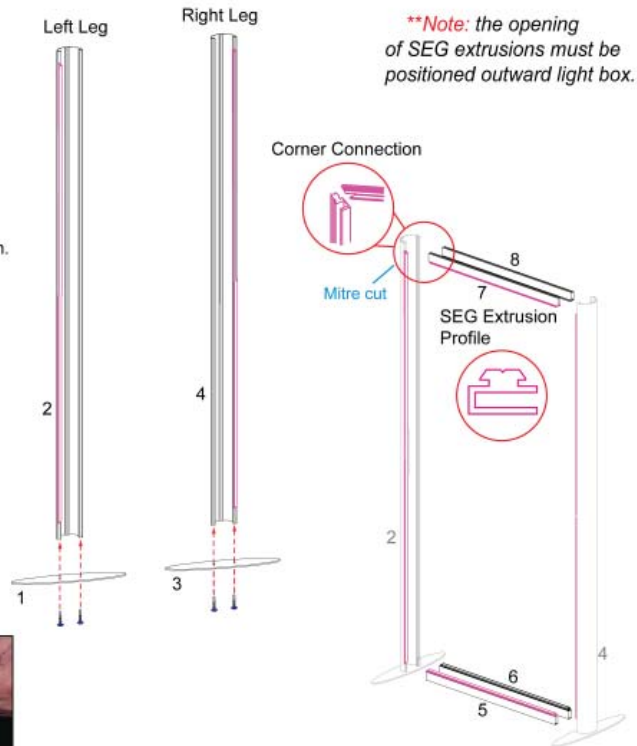 Left Leg
Right Leg
**Note: the opening
of SEG extrusions must be
positioned outward light box.
Corner Connection
8
7
Mitre cut
SEG Extrusion
Profile
2
4
1
3
2
4
6
5